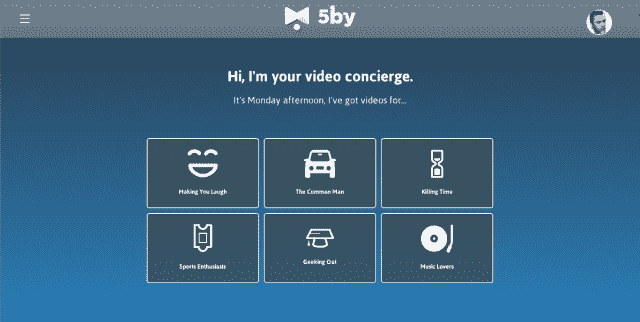 5by
Hi, I'm your video concierge.
It's Monday afternoon, I've got videos for...
Making You Laugh
The Common Man
Killing Time
Sports Enthusiasts
Geeking Out
Music Lovers